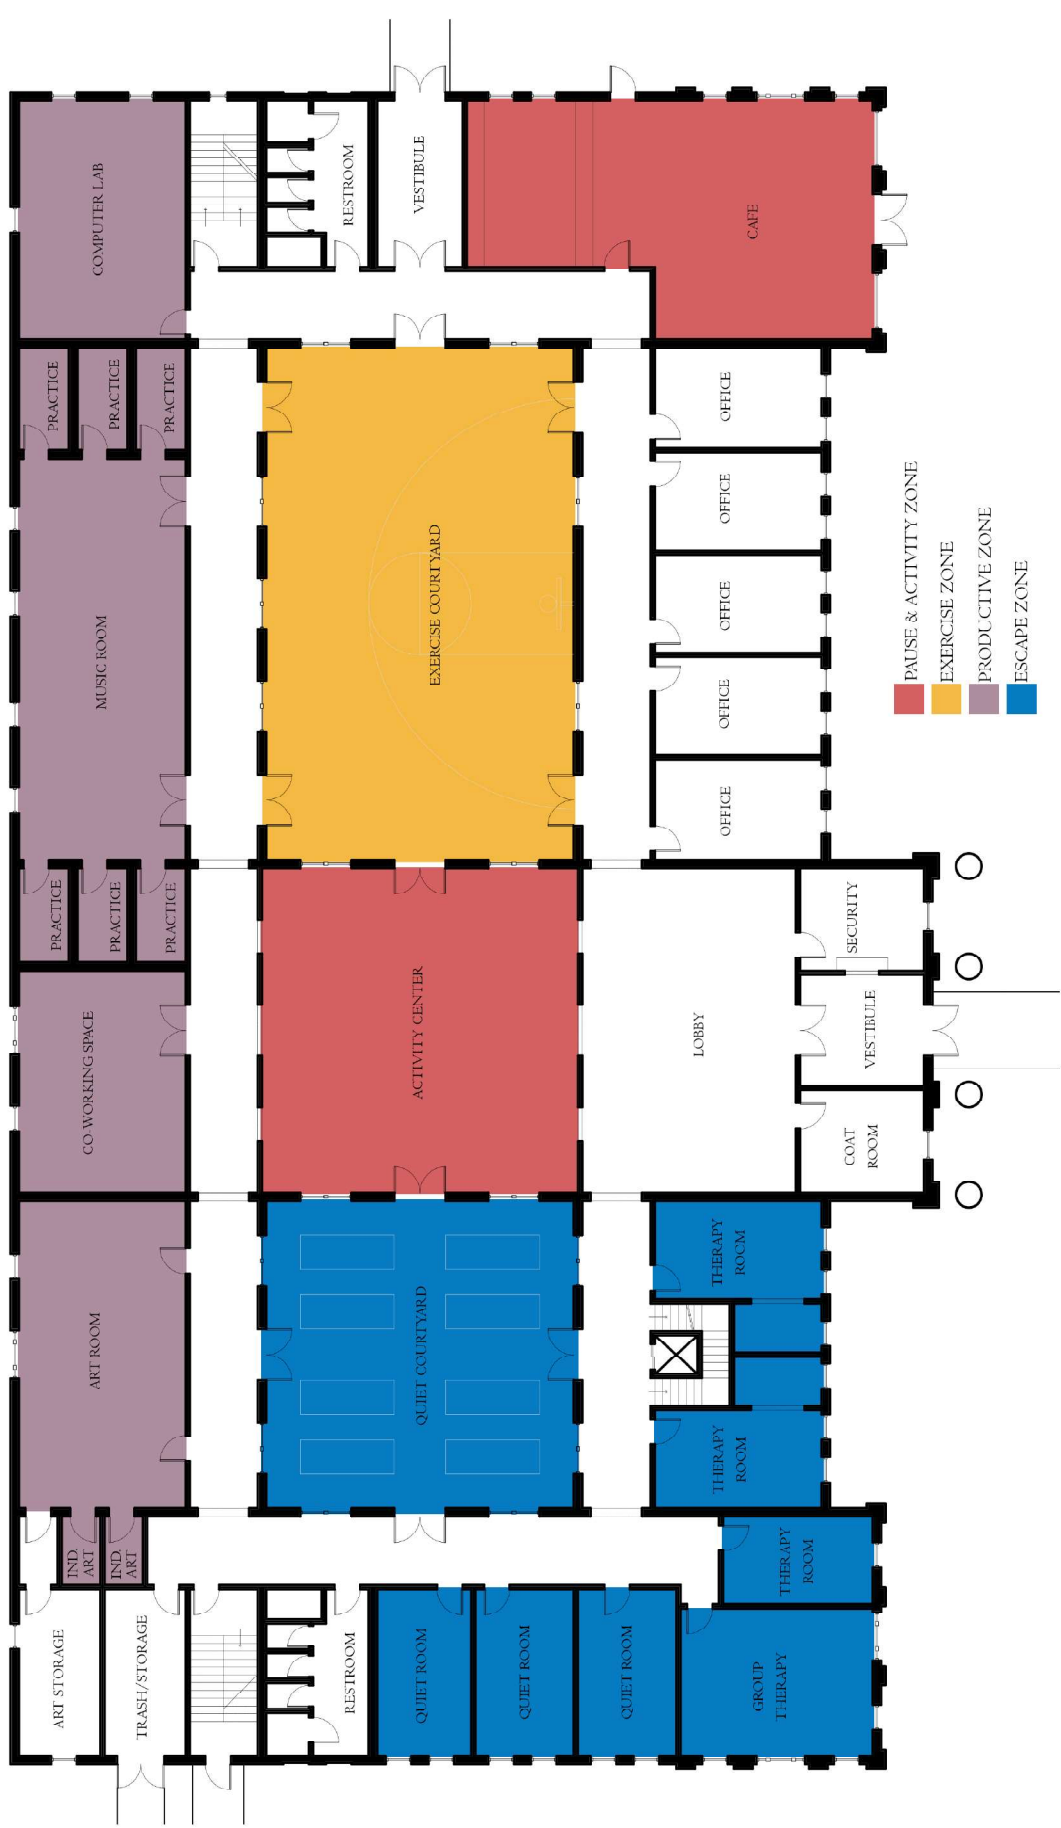 ART STORAGE
TRASH/STORAGE
IND.
ART
IND.
ART
ART ROOM
CO-WORKING SPACE
PRACTICE
PRACTICE
PRACTICE
MUSIC ROOM
PRACTICE
PRACTICE
PRACTICE
COMPUTER LAB
RESTROOM
QUIET ROOM
QUIET ROOM
QUIET ROOM
QUIET COURTYARD
ACTIVITY CENTER
EXERCISE COURTYARD
RESTROOM
VESTIBULE
CAFE
GROUP
THERAPY
THERAPY
ROOM
THERAPY
ROOM
THERAPY
ROOM
LOBBY
OFFICE
OFFICE
OFFICE
OFFICE
OFFICE
COAT
ROOM
VESTIBULE
SECURITY
PAUSE & ACTIVITY ZONE
EXERCISE ZONE
PRODUCTIVE ZONE
ESCAPE ZONE